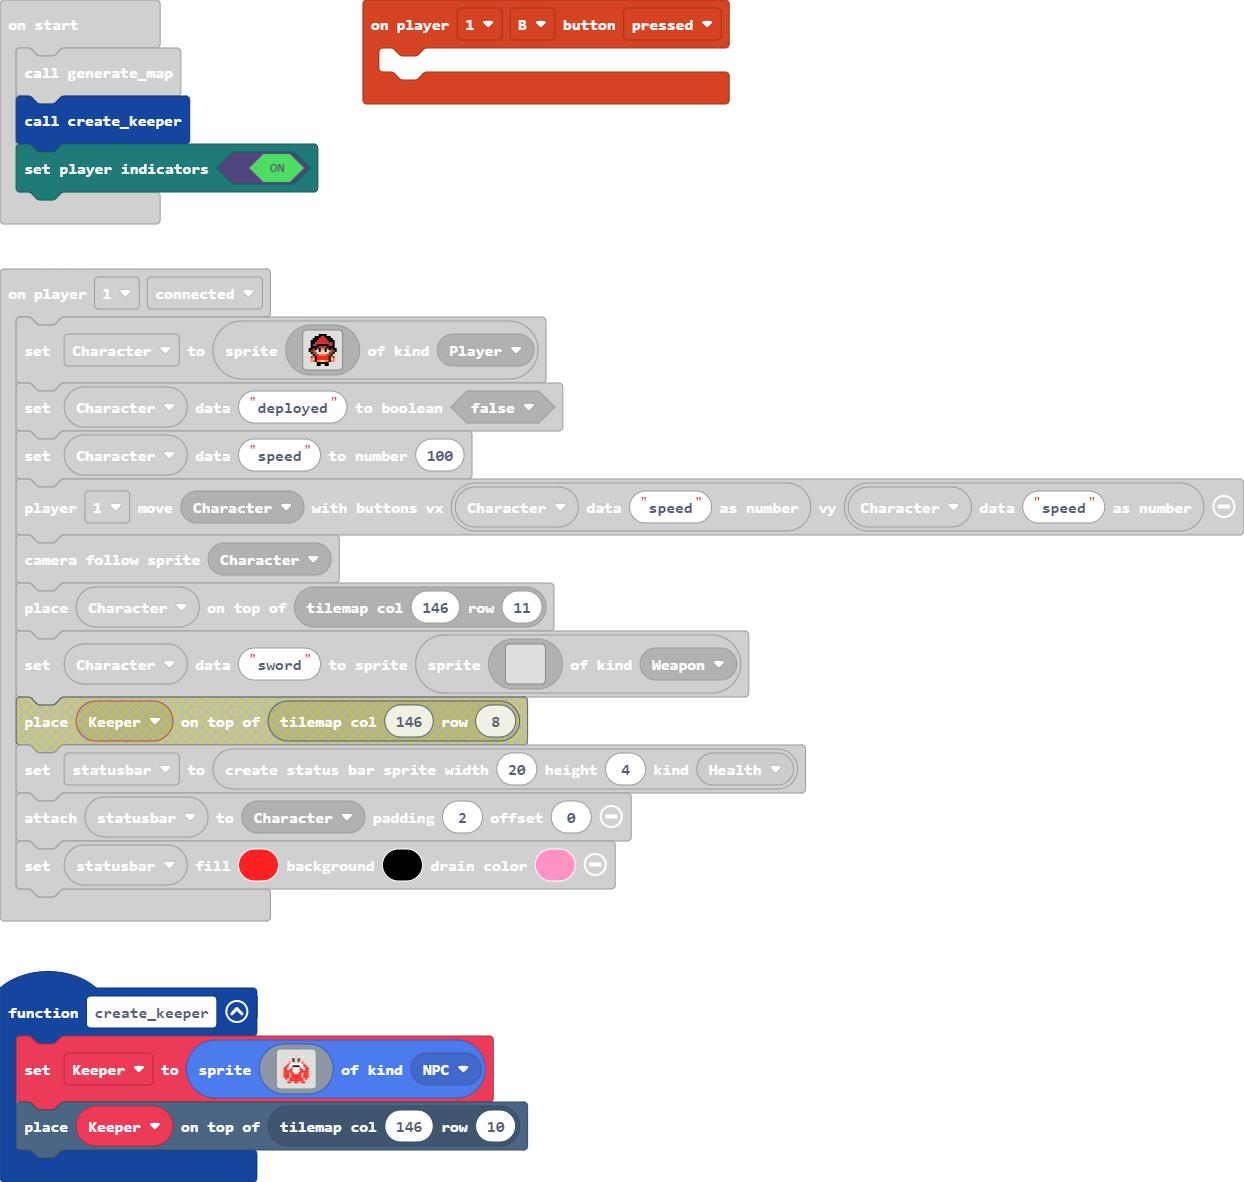 on start
call generate_map
call create_keeper
set player indicators ON
on player 1 B button pressed
on player 1 connected
set Character to sprite of kind Player
set Character data "deployed" to boolean false
set Character data "speed" to number 100
player 1 move Character with buttons vx Character data "speed" as number vy Character data "speed" as number
camera follow sprite Character
place Character on top of tilemap col 146 row 11
set Character data "sword" to sprite sprite of kind Weapon
place Keeper on top of tilemap col 146 row 8
set statusbar to create status bar sprite width 20 height 4 kind Health
attach statusbar to Character padding 2 offset 0
set statusbar fill background drain color
function create_keeper
set Keeper to sprite of kind NPC
place Keeper on top of tilemap col 146 row 10